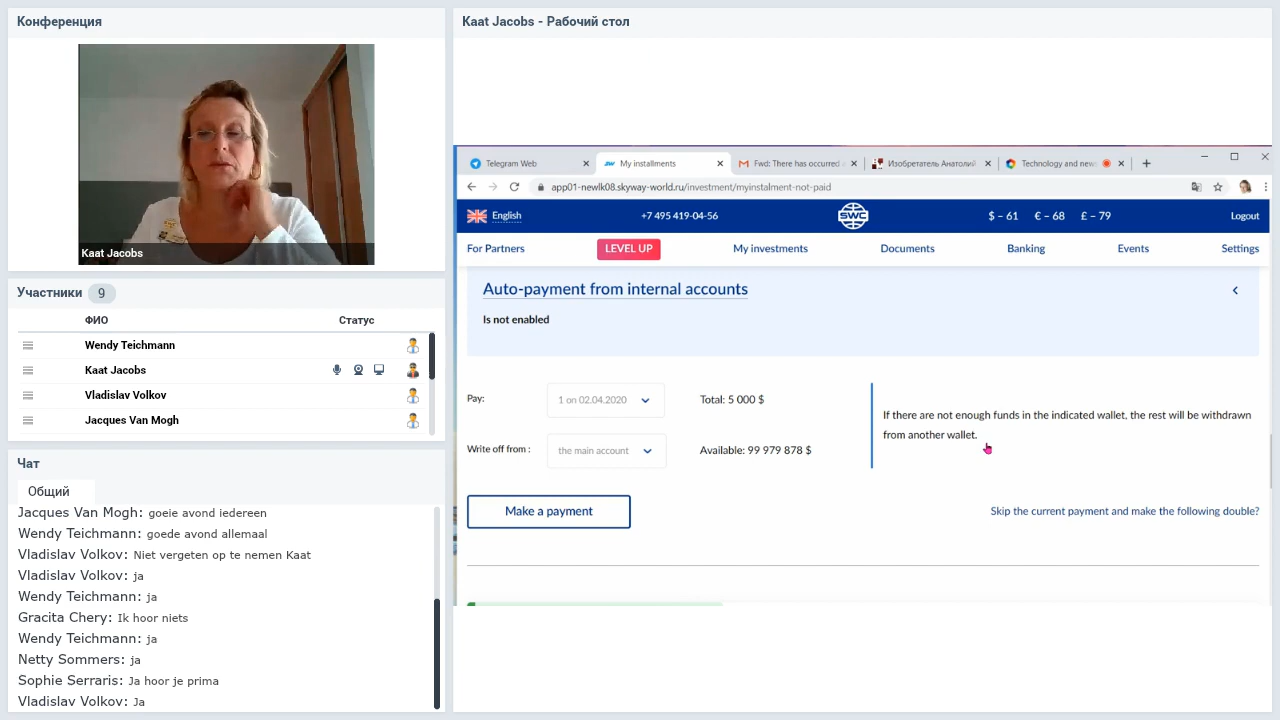 Конференция
Kaat Jacobs
Участники 9
ФИО Статус
Wendy Teichmann
Kaat Jacobs
Vladislav Volkov
Jacques Van Mogh
Чат
Общий
Jacques Van Mogh: goeie avond iedereen
Wendy Teichmann: goede avond allemaal
Vladislav Volkov: Niet vergeten op te nemen Kaat
Vladislav Volkov: ja
Wendy Teichmann: ja
Gracita Chery: Ik hoor niets
Wendy Teichmann: ja
Netty Sommers: ja
Sophie Serraris: Ja hoor je prima
Vladislav Volkov: Ja
Kaat Jacobs - Рабочий стол
Telegram Web
My installments
Fwd: There has occurred
Изобретатель Анатолий
Technology and new
app01-newlk08.skyway-world.ru/investment/myinstalment-not-paid
English +7 495 419-04-56 SWC $ – 61 € – 68 £ – 79 Logout
For Partners LEVEL UP My investments Documents Banking Events Settings
Auto-payment from internal accounts
Is not enabled
Pay: 1 on 02.04.2020 Total: 5 000 $
Write off from : the main account Available: 99 979 878 $
If there are not enough funds in the indicated wallet, the rest will be withdrawn
from another wallet.
Make a payment
Skip the current payment and make the following double?